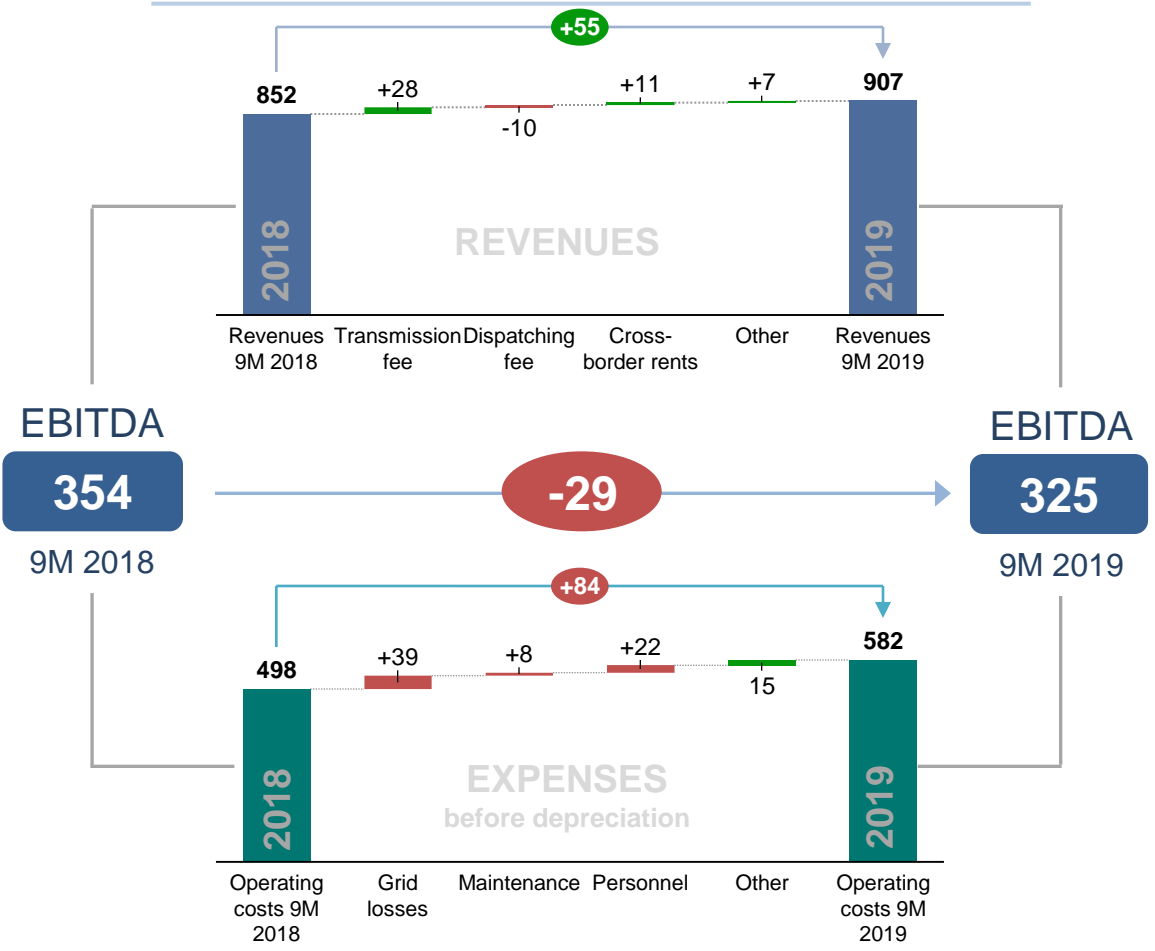 +55
852
+28
-10
+11
+7
907
2018
REVENUES
2019
Revenues
9M 2018
Transmission
fee
Dispatching
fee
Cross-
border rents
Other
Revenues
9M 2019
EBITDA
354
9M 2018
-29
EBITDA
325
9M 2019
+84
498
+39
+8
+22
15
582
2018
EXPENSES
before depreciation
2019
Operating
costs 9M
2018
Grid
losses
Maintenance
Personnel
Other
Operating
costs 9M
2019